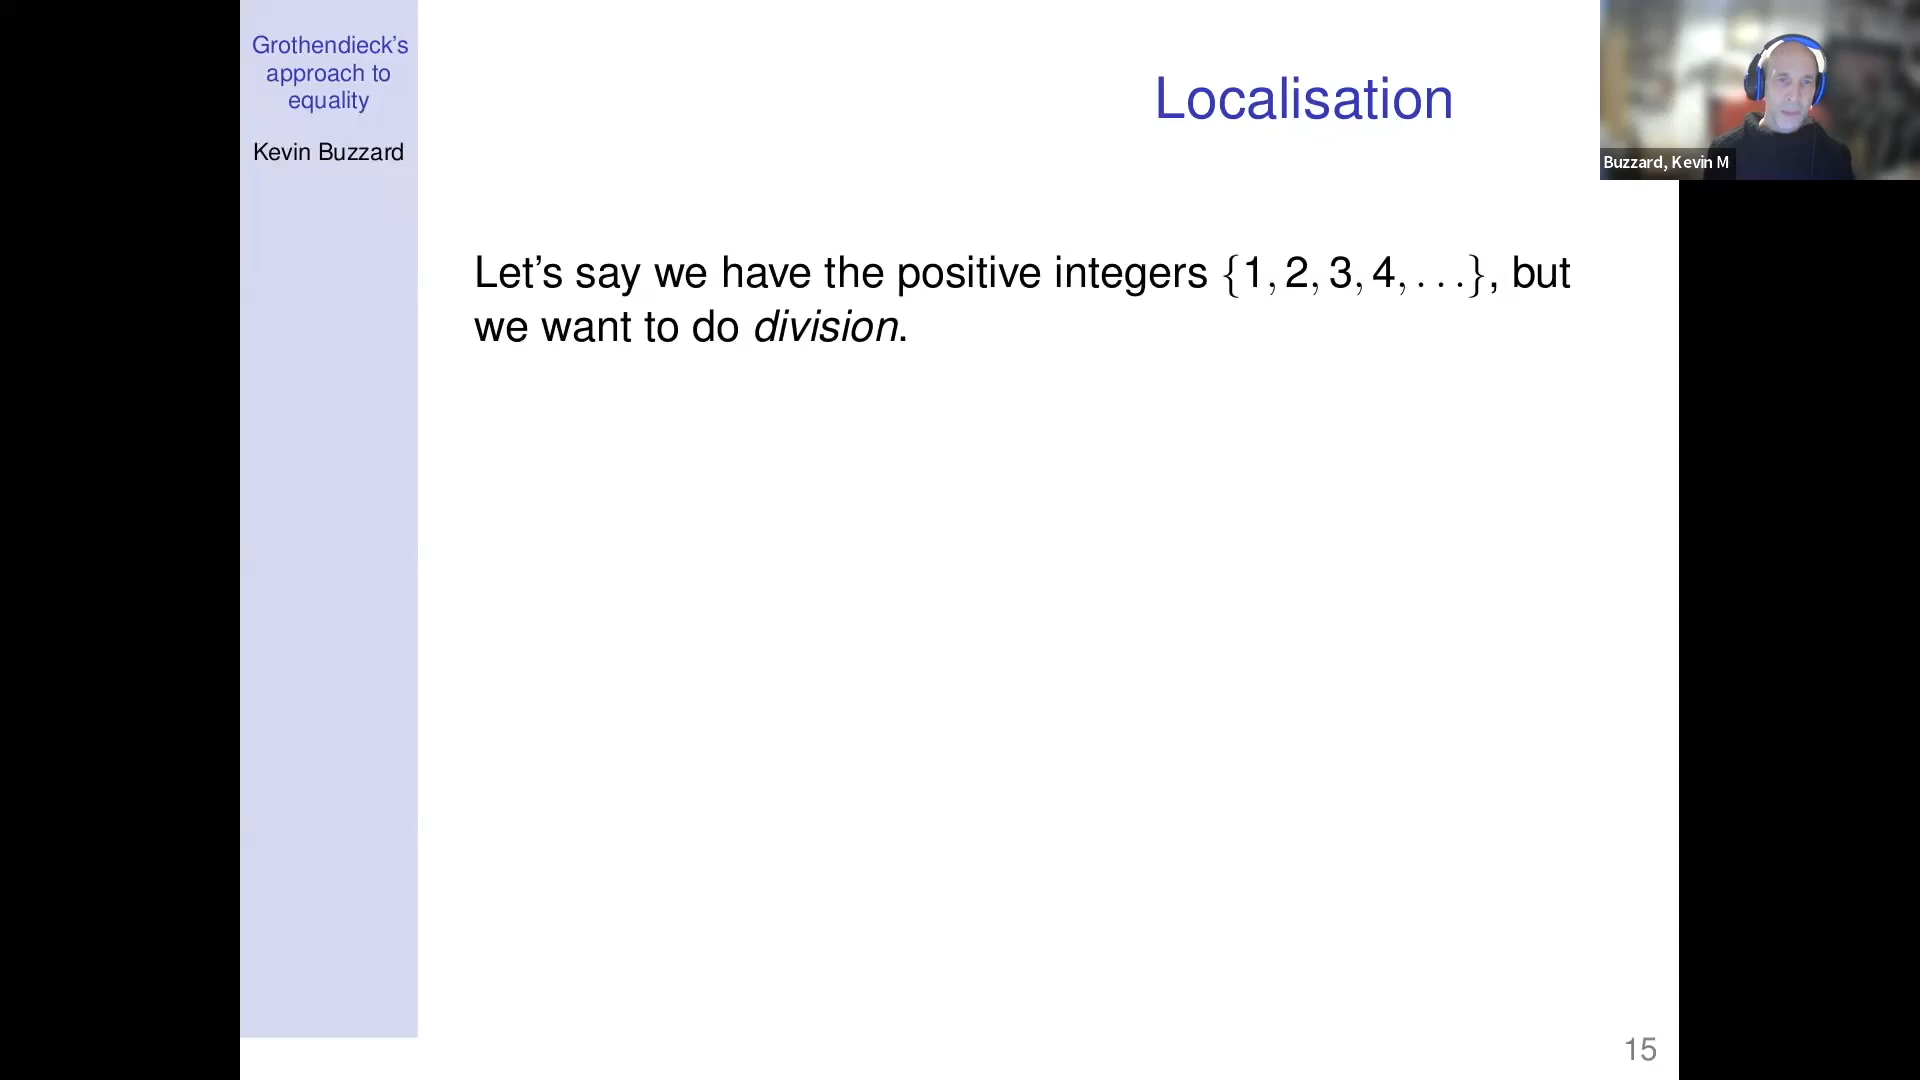 Grothendieck’s
approach to
equality
Kevin Buzzard
Localisation
Buzzard, Kevin M
Let’s say we have the positive integers {1, 2, 3, 4, . . .}, but
we want to do division.
15